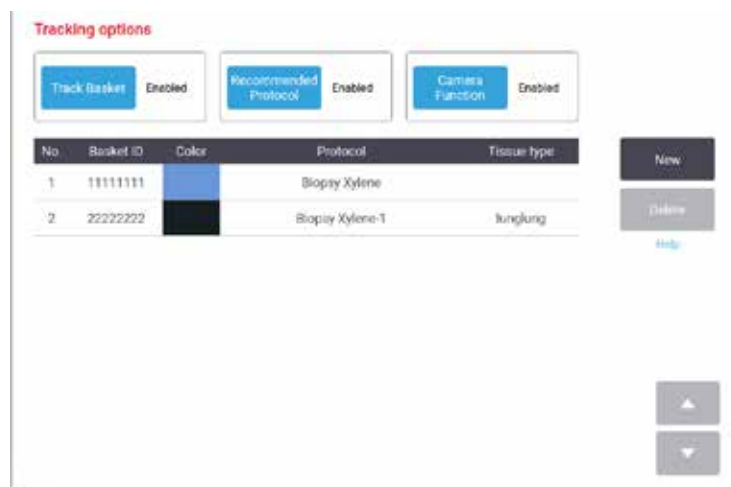 Tracking options
Track Basket Enabled
Recommended Protocol Enabled
Camera Function Enabled
No. Basket ID Color Protocol Tissue type
1 11111111 Biopsy Xylene
2 22222222 Biopsy Xylene-1 lunglung
New
Delete
Help